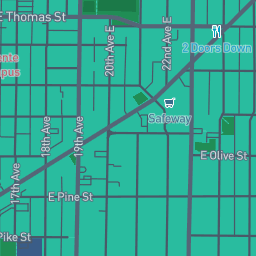 E Thomas St
20th Ave E
22nd Ave E
2 Doors Down
ente
pus
Safeway
18th Ave
19th Ave
E Olive St
17th Ave
E Pine St
Pike St